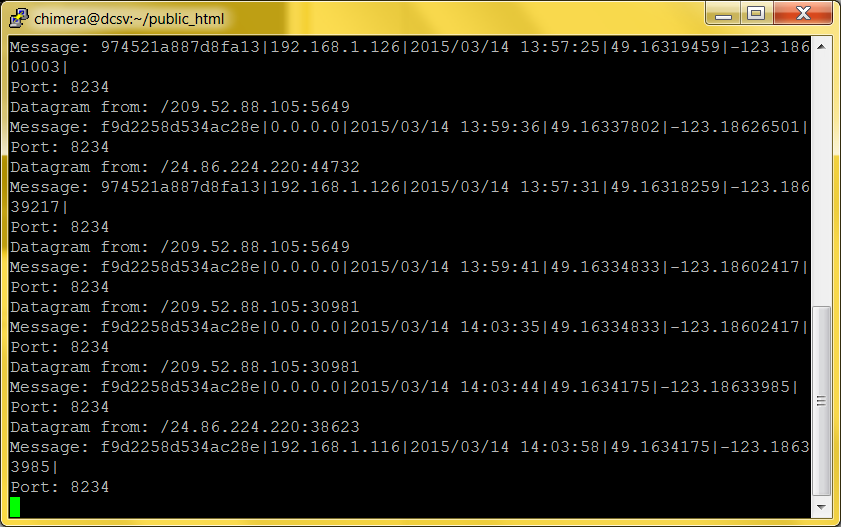 chimera@dcsv:~/public_html
Message: 974521a887d8fa13|192.168.1.126|2015/03/14 13:57:25|49.16319459|-123.186
01003|
Port: 8234
Datagram from: /209.52.88.105:5649
Message: f9d2258d534ac28e|0.0.0.0|2015/03/14 13:59:36|49.16337802|-123.18626501|
Port: 8234
Datagram from: /24.86.224.220:44732
Message: 974521a887d8fa13|192.168.1.126|2015/03/14 13:57:31|49.16318259|-123.186
39217|
Port: 8234
Datagram from: /209.52.88.105:5649
Message: f9d2258d534ac28e|0.0.0.0|2015/03/14 13:59:41|49.16334833|-123.18602417|
Port: 8234
Datagram from: /209.52.88.105:30981
Message: f9d2258d534ac28e|0.0.0.0|2015/03/14 14:03:35|49.16334833|-123.18602417|
Port: 8234
Datagram from: /209.52.88.105:30981
Message: f9d2258d534ac28e|0.0.0.0|2015/03/14 14:03:44|49.1634175|-123.18633985|
Port: 8234
Datagram from: /24.86.224.220:38623
Message: f9d2258d534ac28e|192.168.1.116|2015/03/14 14:03:58|49.1634175|-123.1863
3985|
Port: 8234